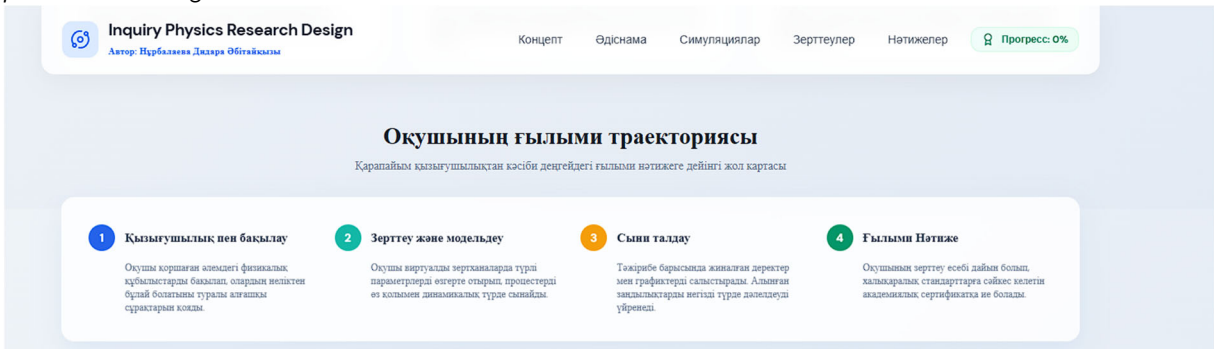 Inquiry Physics Research Design
Автор: Нұрбалаева Дидара Әбітайқызы
Концепт
Әдіснама
Симуляциялар
Зерттеулер
Нәтижелер
Прогресс: 0%
Оқушының ғылыми траекториясы
Қарапайым қызығушылықтан кәсіби деңгейдегі ғылыми нәтижеге дейінгі жол картасы
1
Қызығушылық пен бақылау
Оқушы қоршаған әлемдегі физикалық
құбылыстарды бақылап, олардың неліктен
бұлай болатыны туралы алғашқы
сұрақтарын қояды.
2
Зерттеу және модельдеу
Оқушы виртуалды зертханаларда түрлі
параметрлерді өзгерте отырып, процестерді
өз қолымен динамикалық түрде сынайды.
3
Сыни талдау
Тәжірибе барысында жиналған деректер
мен графиктерді салыстырады. Алынған
заңдылықтарды негізді түрде дәлелдеуді
үйренеді.
4
Ғылыми Нәтиже
Оқушының зерттеу есебі дайын болып,
халықаралық стандарттарға сәйкес келетін
академиялық сертификатқа ие болады.